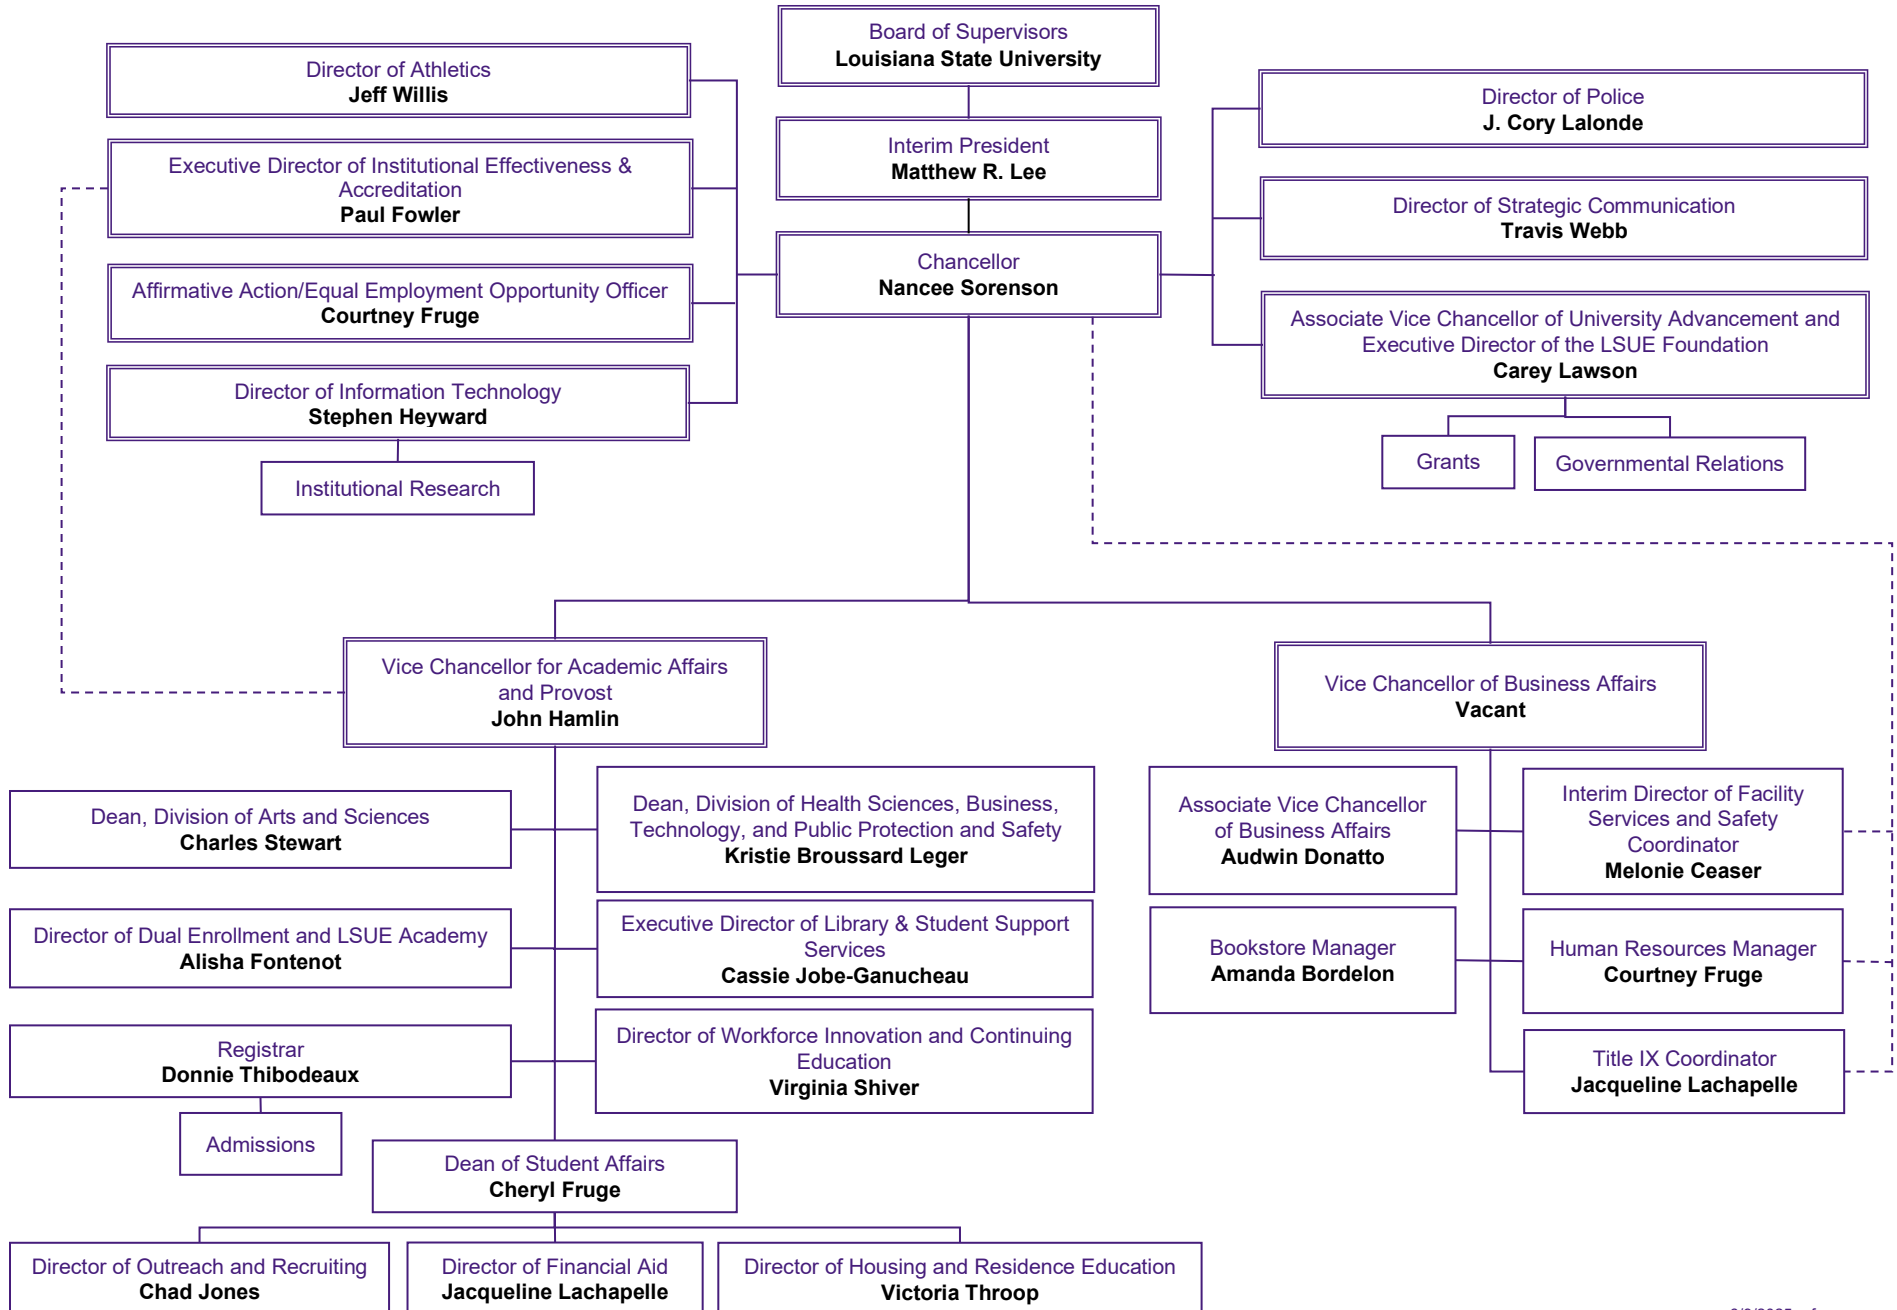 Board of Supervisors
Louisiana State University
Director of Athletics
Jeff Willis
Director of Police
J. Cory Lalonde
Interim President
Matthew R. Lee
Executive Director of Institutional Effectiveness &
Accreditation
Paul Fowler
Director of Strategic Communication
Travis Webb
Chancellor
Nancee Sorenson
Affirmative Action/Equal Employment Opportunity Officer
Courtney Fruge
Associate Vice Chancellor of University Advancement and
Executive Director of the LSUE Foundation
Carey Lawson
Director of Information Technology
Stephen Heyward
Grants
Governmental Relations
Institutional Research
Vice Chancellor for Academic Affairs
and Provost
John Hamlin
Vice Chancellor of Business Affairs
Vacant
Dean, Division of Arts and Sciences
Charles Stewart
Dean, Division of Health Sciences, Business,
Technology, and Public Protection and Safety
Kristie Broussard Leger
Associate Vice Chancellor
of Business Affairs
Audwin Donatto
Interim Director of Facility
Services and Safety
Coordinator
Melonie Ceaser
Director of Dual Enrollment and LSUE Academy
Alisha Fontenot
Executive Director of Library & Student Support
Services
Cassie Jobe-Ganucheau
Bookstore Manager
Amanda Bordelon
Human Resources Manager
Courtney Fruge
Registrar
Donnie Thibodeaux
Director of Workforce Innovation and Continuing
Education
Virginia Shiver
Title IX Coordinator
Jacqueline Lachapelle
Admissions
Dean of Student Affairs
Cheryl Fruge
Director of Outreach and Recruiting
Chad Jones
Director of Financial Aid
Jacqueline Lachapelle
Director of Housing and Residence Education
Victoria Throop